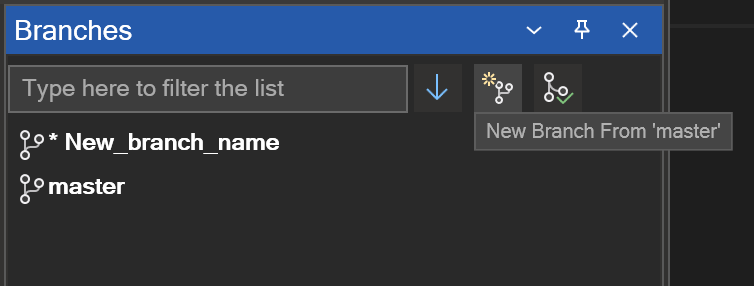 Branches
Type here to filter the list
New Branch From 'master'
* New_branch_name
master